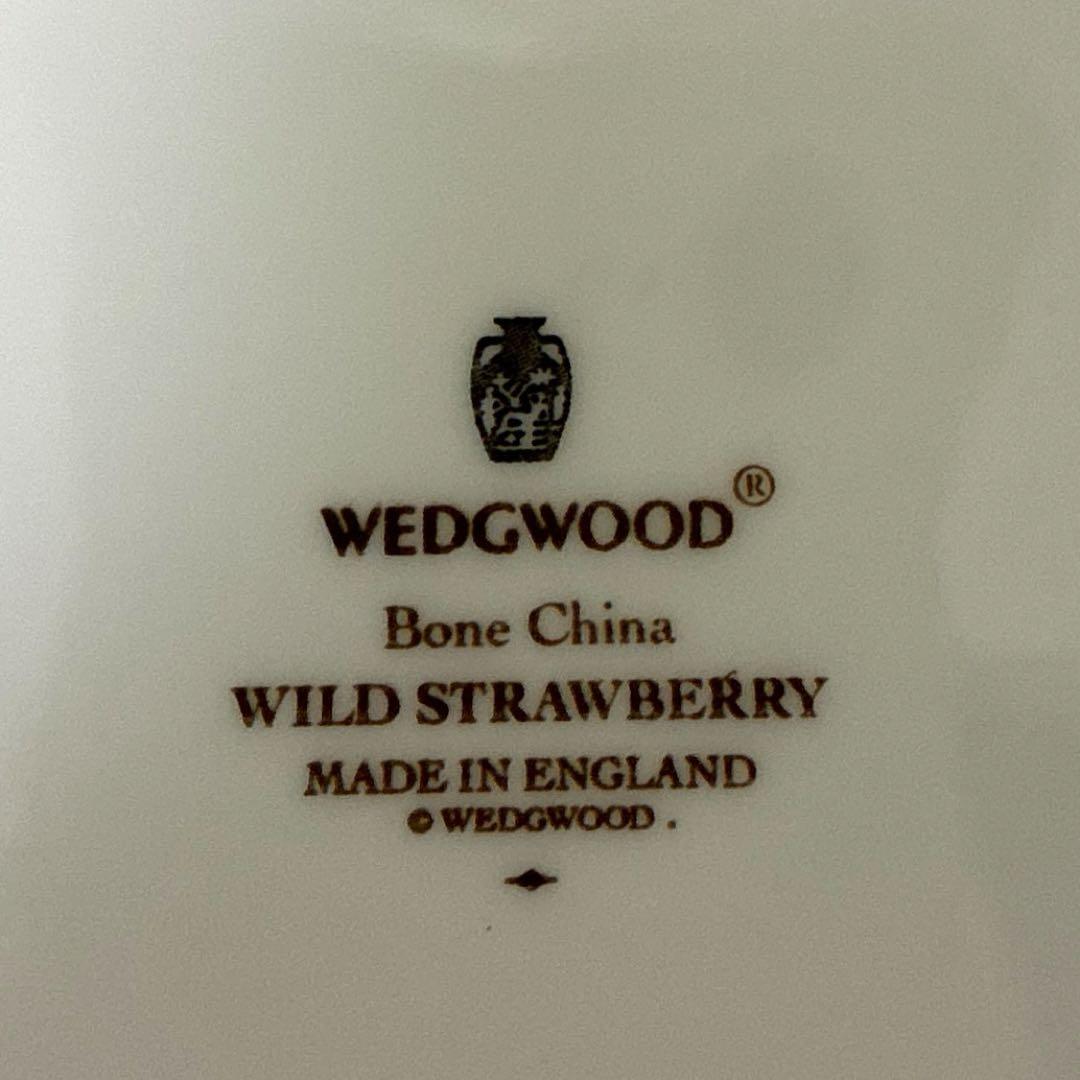 WEDGWOOD®
Bone China
WILD STRAWBERRY
MADE IN ENGLAND
© WEDGWOOD .